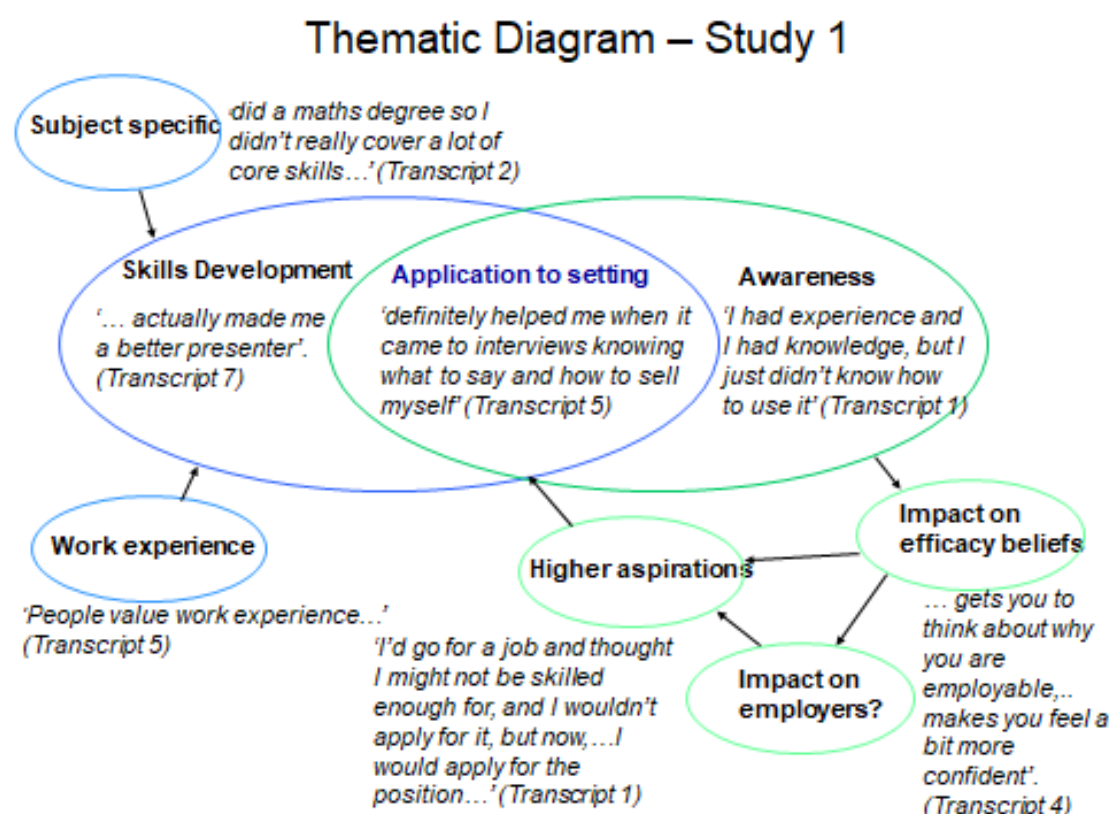 Thematic Diagram – Study 1
Subject specific
‘did a maths degree so I
didn’t really cover a lot of
core skills…’ (Transcript 2)
Skills Development
‘… actually made me
a better presenter’.
(Transcript 7)
Application to setting
‘definitely helped me when it
came to interviews knowing
what to say and how to sell
myself’ (Transcript 5)
Awareness
‘I had experience and
I had knowledge, but I
just didn’t know how
to use it’ (Transcript 1)
Work experience
‘People value work experience…’
(Transcript 5)
Higher aspirations
‘I’d go for a job and thought
I might not be skilled
enough for, and I wouldn’t
apply for it, but now,…I
would apply for the
position…’ (Transcript 1)
Impact on
efficacy beliefs
… gets you to
think about why
you are
employable,..
makes you feel a
bit more
confident’.
(Transcript 4)
Impact on
employers?